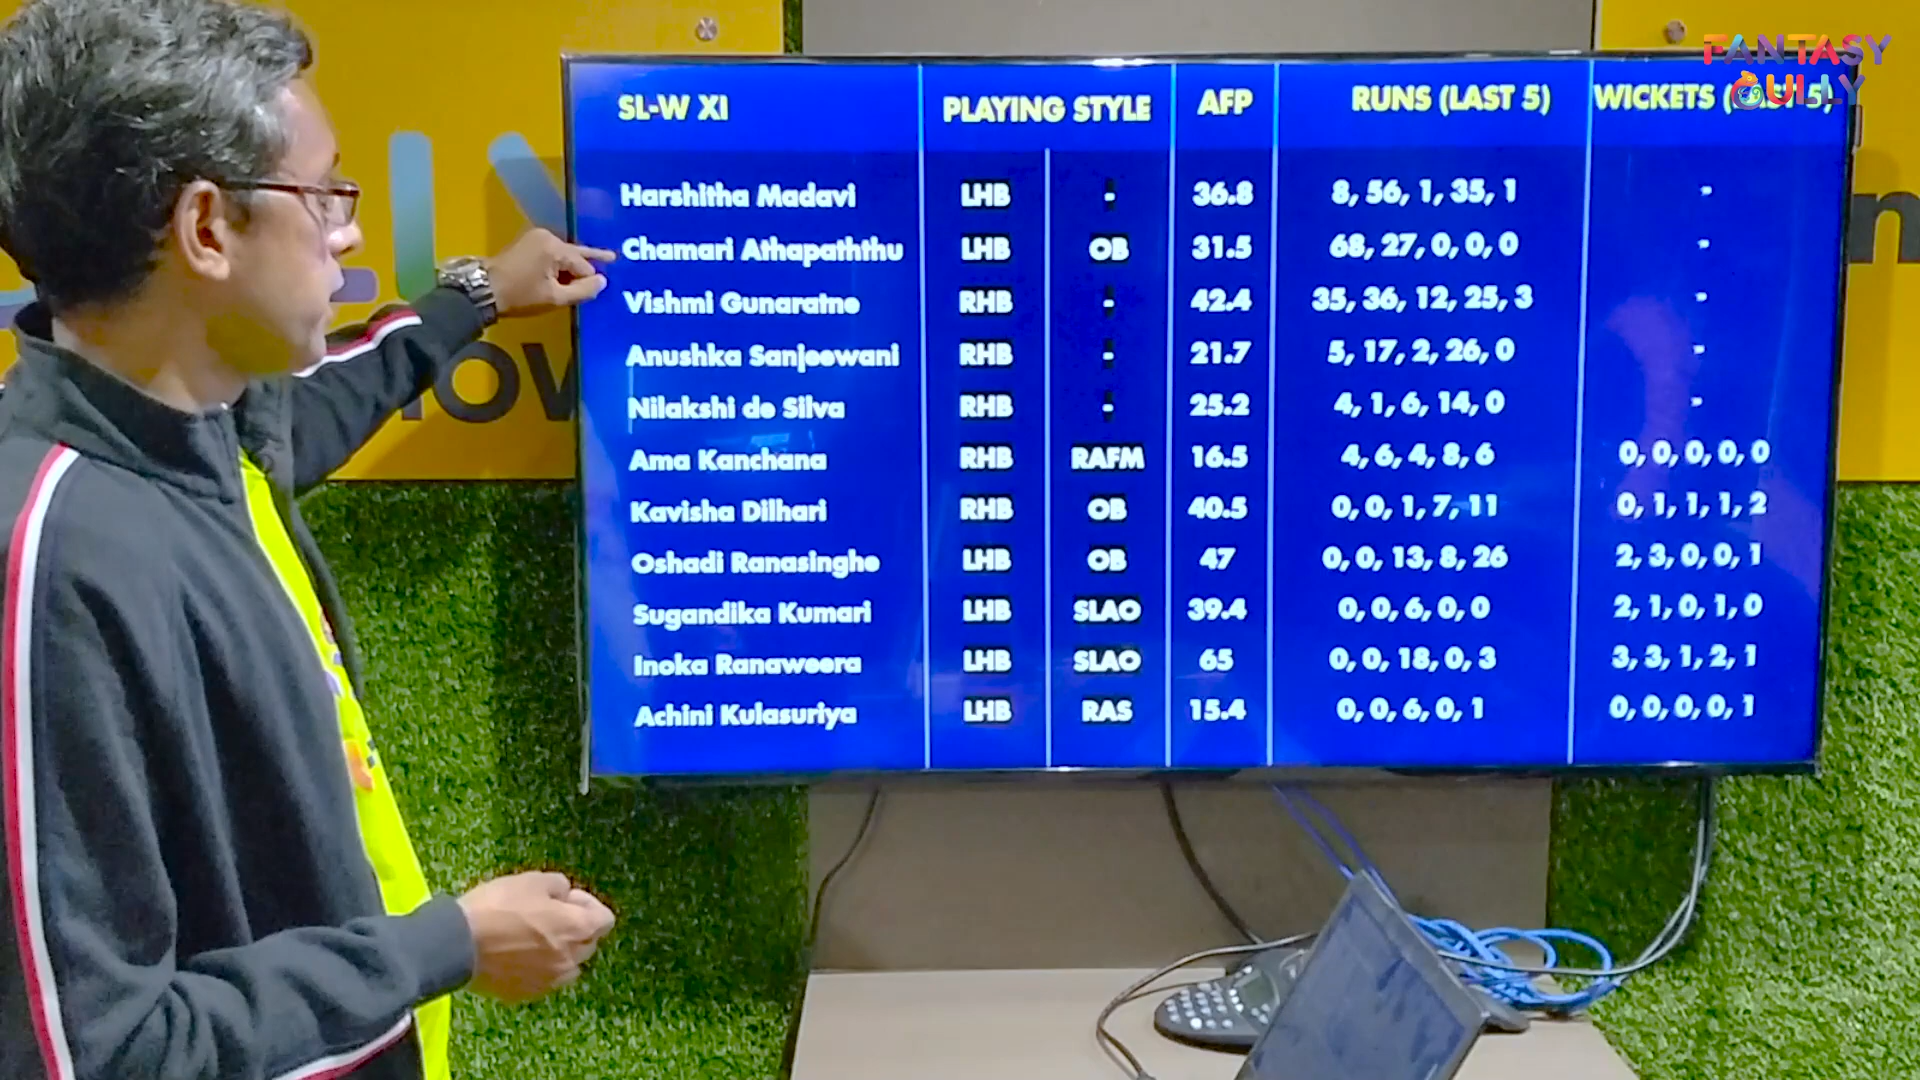 FANTASY
GULLY
SL-W XI PLAYING STYLE AFP RUNS (LAST 5) WICKETS ( 5)
Harshitha Madavi LHB - 36.8 8, 56, 1, 35, 1 -
Chamari Athapaththu LHB OB 31.5 68, 27, 0, 0, 0 -
Vishmi Gunaratne RHB - 42.4 35, 36, 12, 25, 3 -
Anushka Sanjeewani RHB - 21.7 5, 17, 2, 26, 0 -
Nilakshi de Silva RHB - 25.2 4, 1, 6, 14, 0 -
Ama Kanchana RHB RAFM 16.5 4, 6, 4, 8, 6 0, 0, 0, 0, 0
Kavisha Dilhari RHB OB 40.5 0, 0, 1, 7, 11 0, 1, 1, 1, 2
Oshadi Ranasinghe LHB OB 47 0, 0, 13, 8, 26 2, 3, 0, 0, 1
Sugandika Kumari LHB SLAO 39.4 0, 0, 6, 0, 0 2, 1, 0, 1, 0
Inoka Ranaweera LHB SLAO 65 0, 0, 18, 0, 3 3, 3, 1, 2, 1
Achini Kulasuriya LHB RAS 15.4 0, 0, 6, 0, 1 0, 0, 0, 0, 1